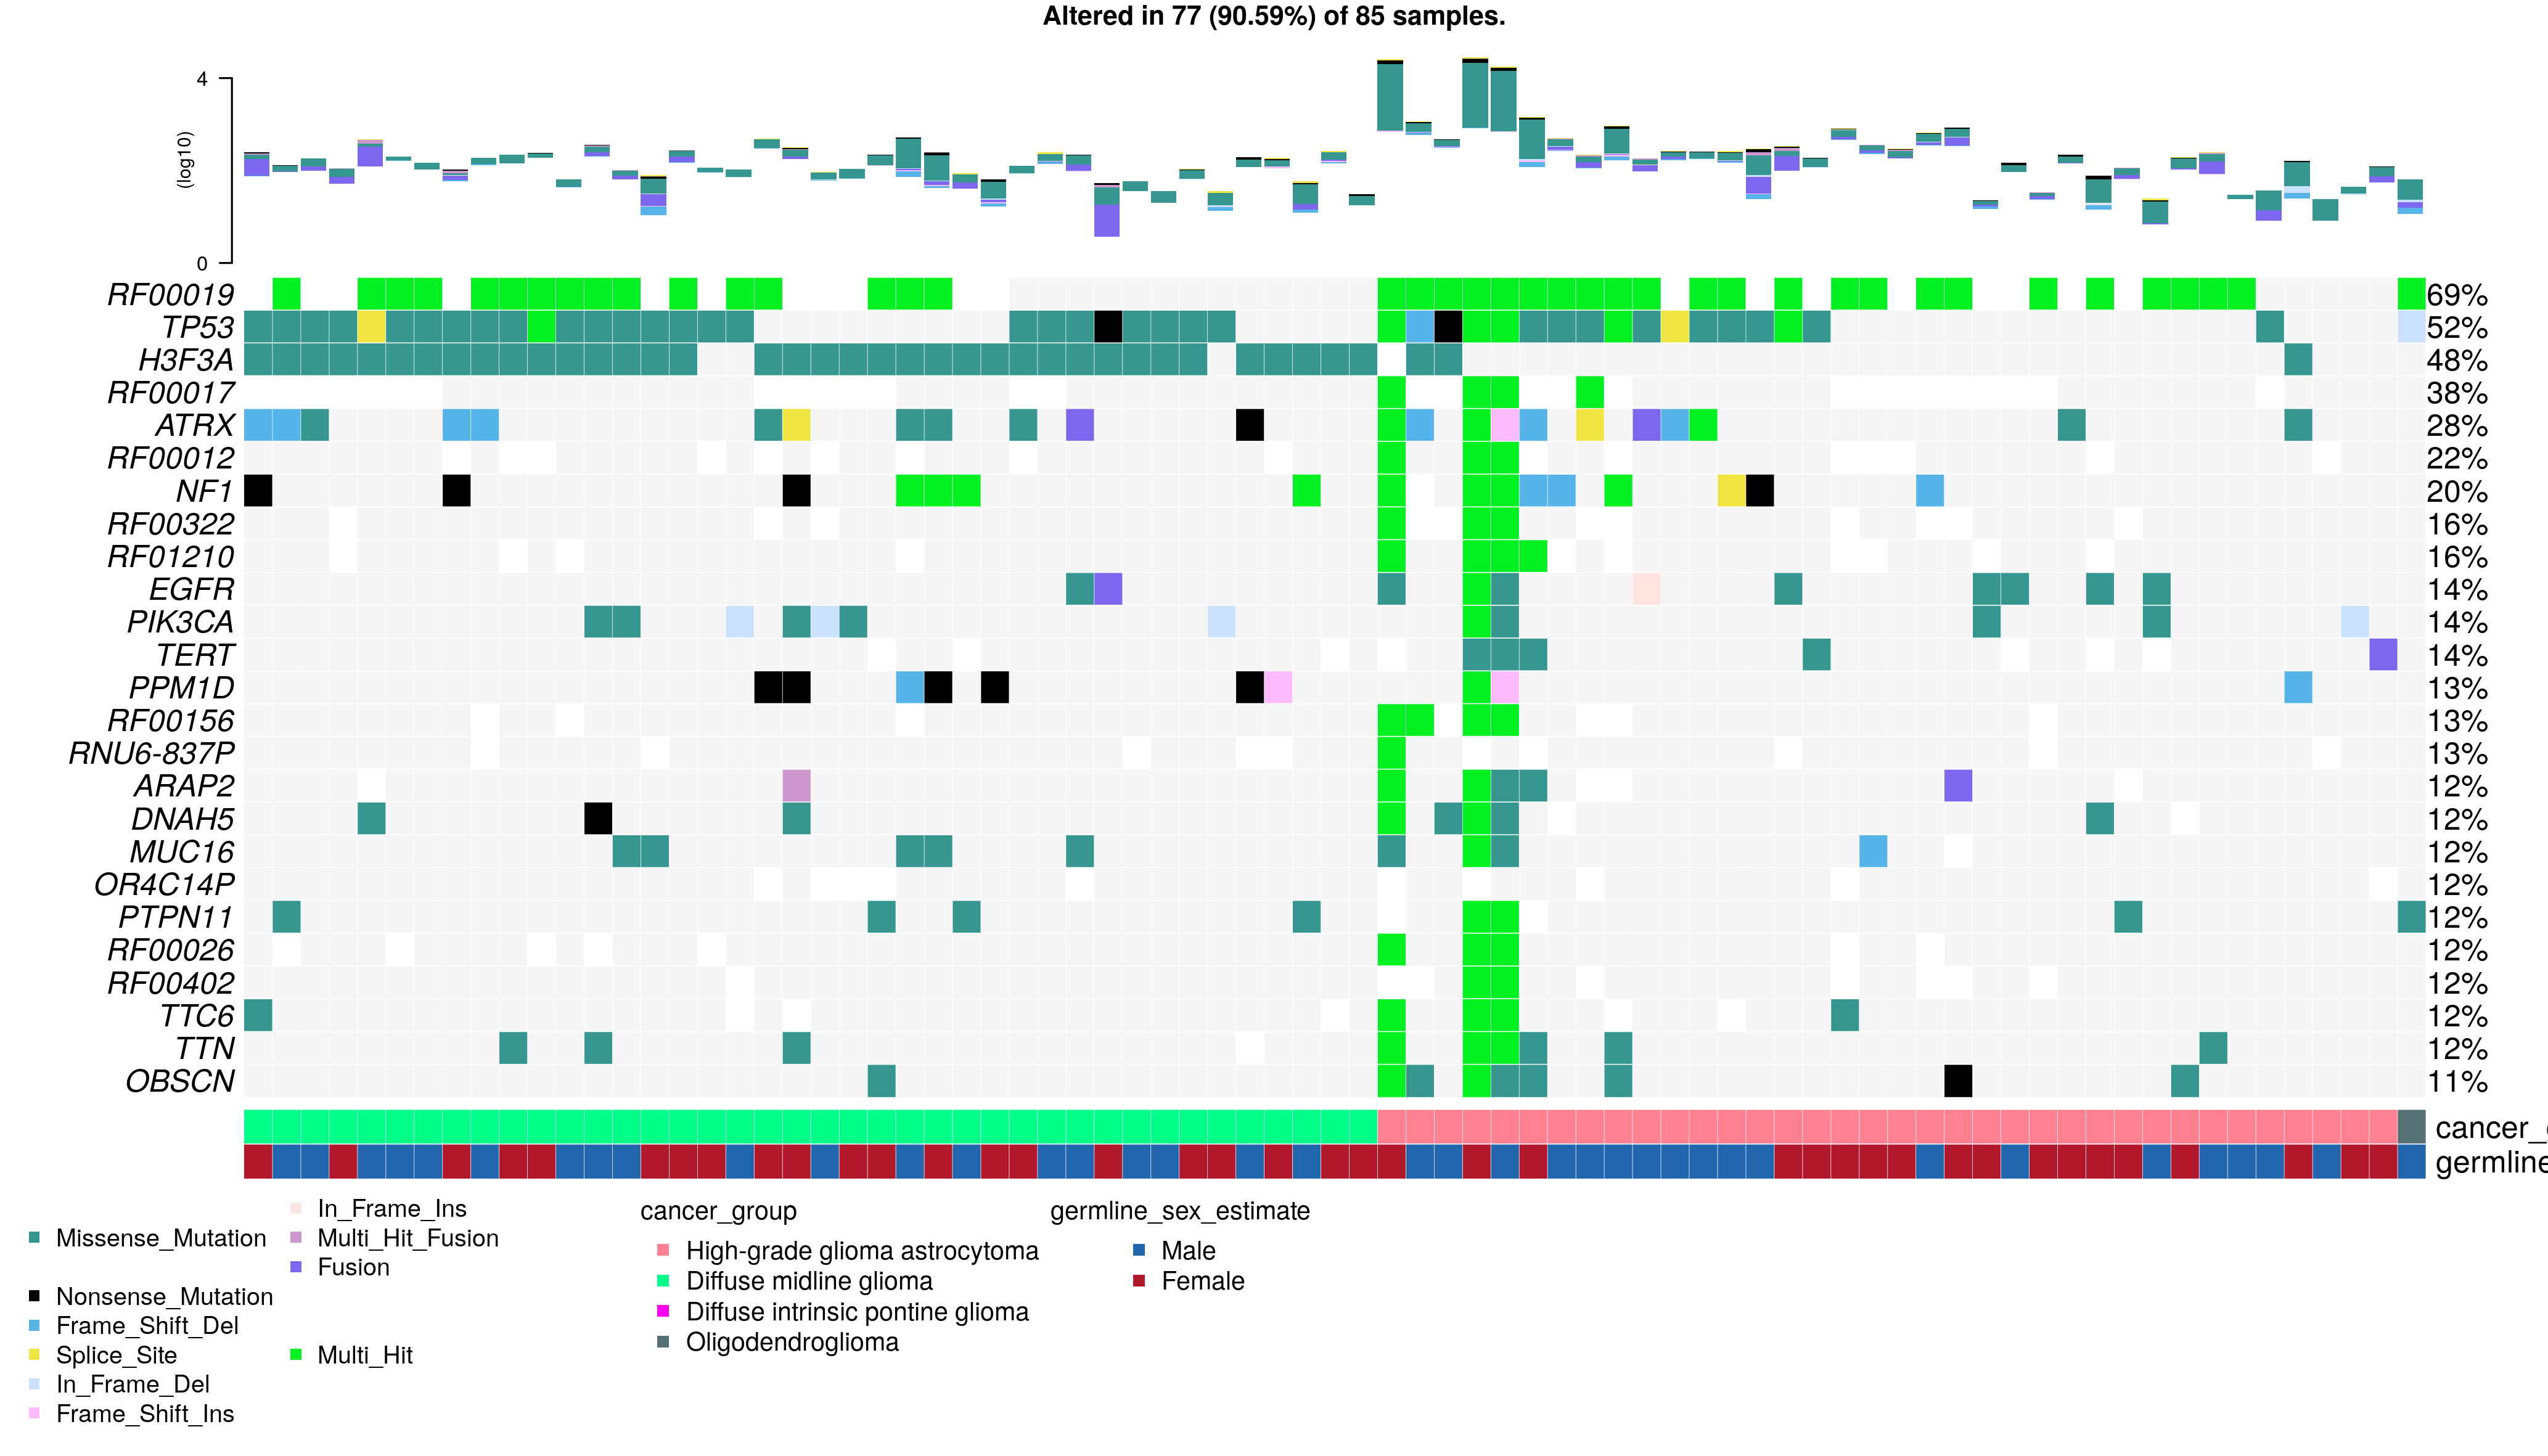 Altered in 77 (90.59%) of 85 samples.
4
(log10)
0
RF00019 69%
TP53 52%
H3F3A 48%
RF00017 38%
ATRX 28%
RF00012 22%
NF1 20%
RF00322 16%
RF01210 16%
EGFR 14%
PIK3CA 14%
TERT 14%
PPM1D 13%
RF00156 13%
RNU6-837P 13%
ARAP2 12%
DNAH5 12%
MUC16 12%
OR4C14P 12%
PTPN11 12%
RF00026 12%
RF00402 12%
TTC6 12%
TTN 12%
OBSCN 11%
cancer_
germline
Missense_Mutation
Nonsense_Mutation
Frame_Shift_Del
Splice_Site
In_Frame_Del
Frame_Shift_Ins
In_Frame_Ins
Multi_Hit_Fusion
Fusion
Multi_Hit
cancer_group
High-grade glioma astrocytoma
Diffuse midline glioma
Diffuse intrinsic pontine glioma
Oligodendroglioma
germline_sex_estimate
Male
Female